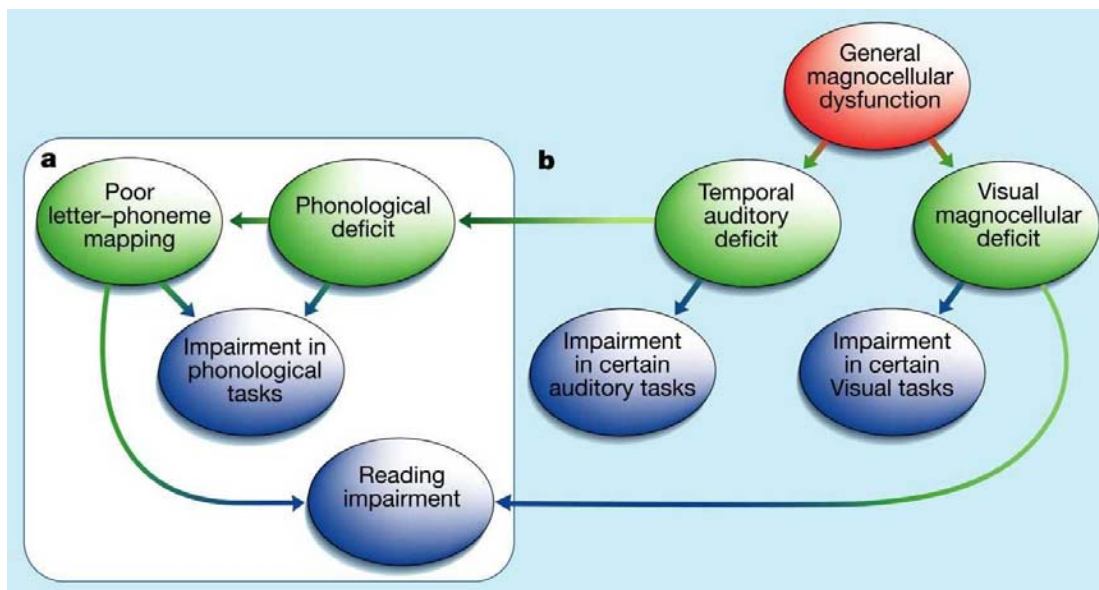 General
magnocellular
dysfunction
a
Poor
letter–phoneme
mapping
Phonological
deficit
b
Temporal
auditory
deficit
Visual
magnocellular
deficit
Impairment in
phonological
tasks
Impairment
in certain
auditory tasks
Impairment
in certain
Visual tasks
Reading
impairment